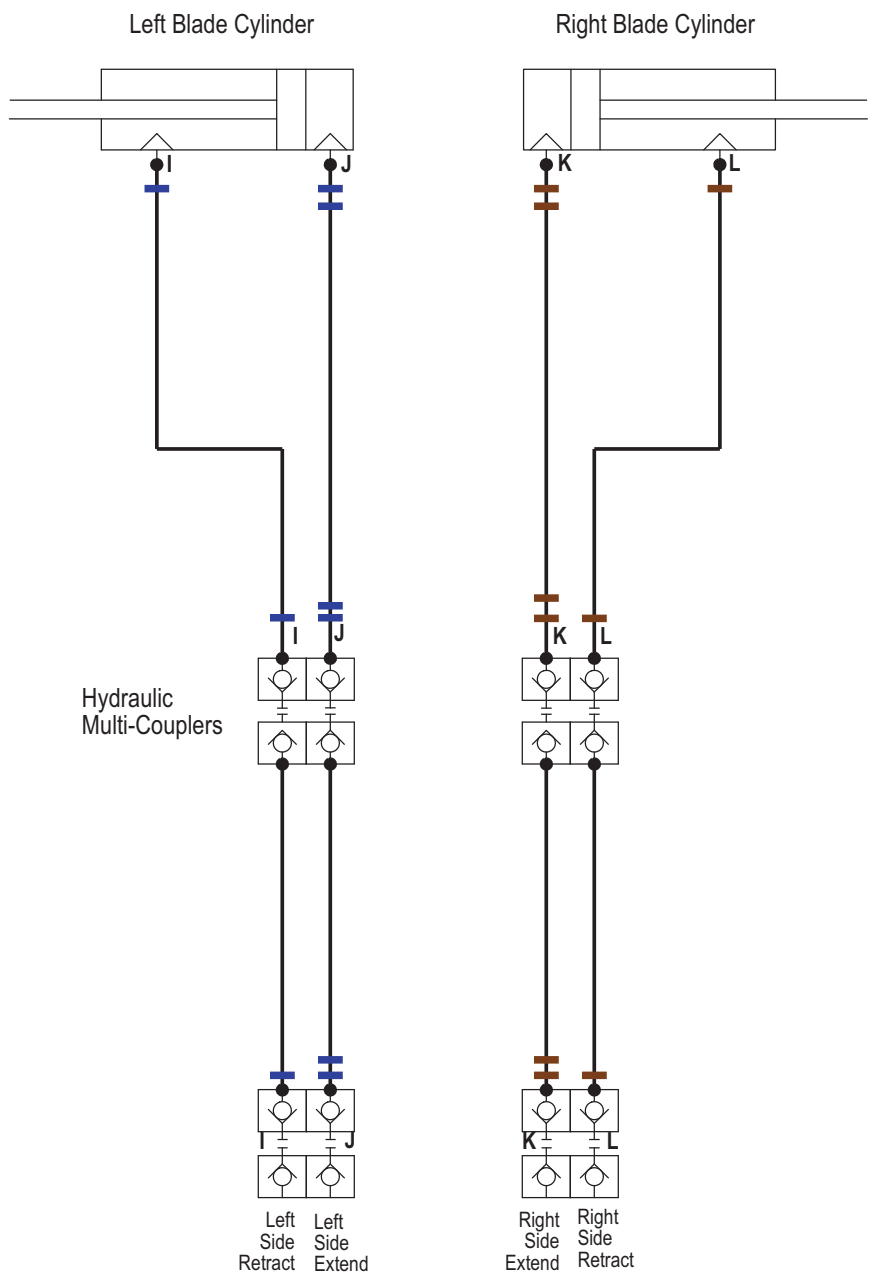 Left Blade Cylinder
Right Blade Cylinder
I
J
K
L
I
J
K
L
Hydraulic
Multi-Couplers
I
J
K
L
Left
Side
Retract
Left
Side
Extend
Right
Side
Extend
Right
Side
Retract